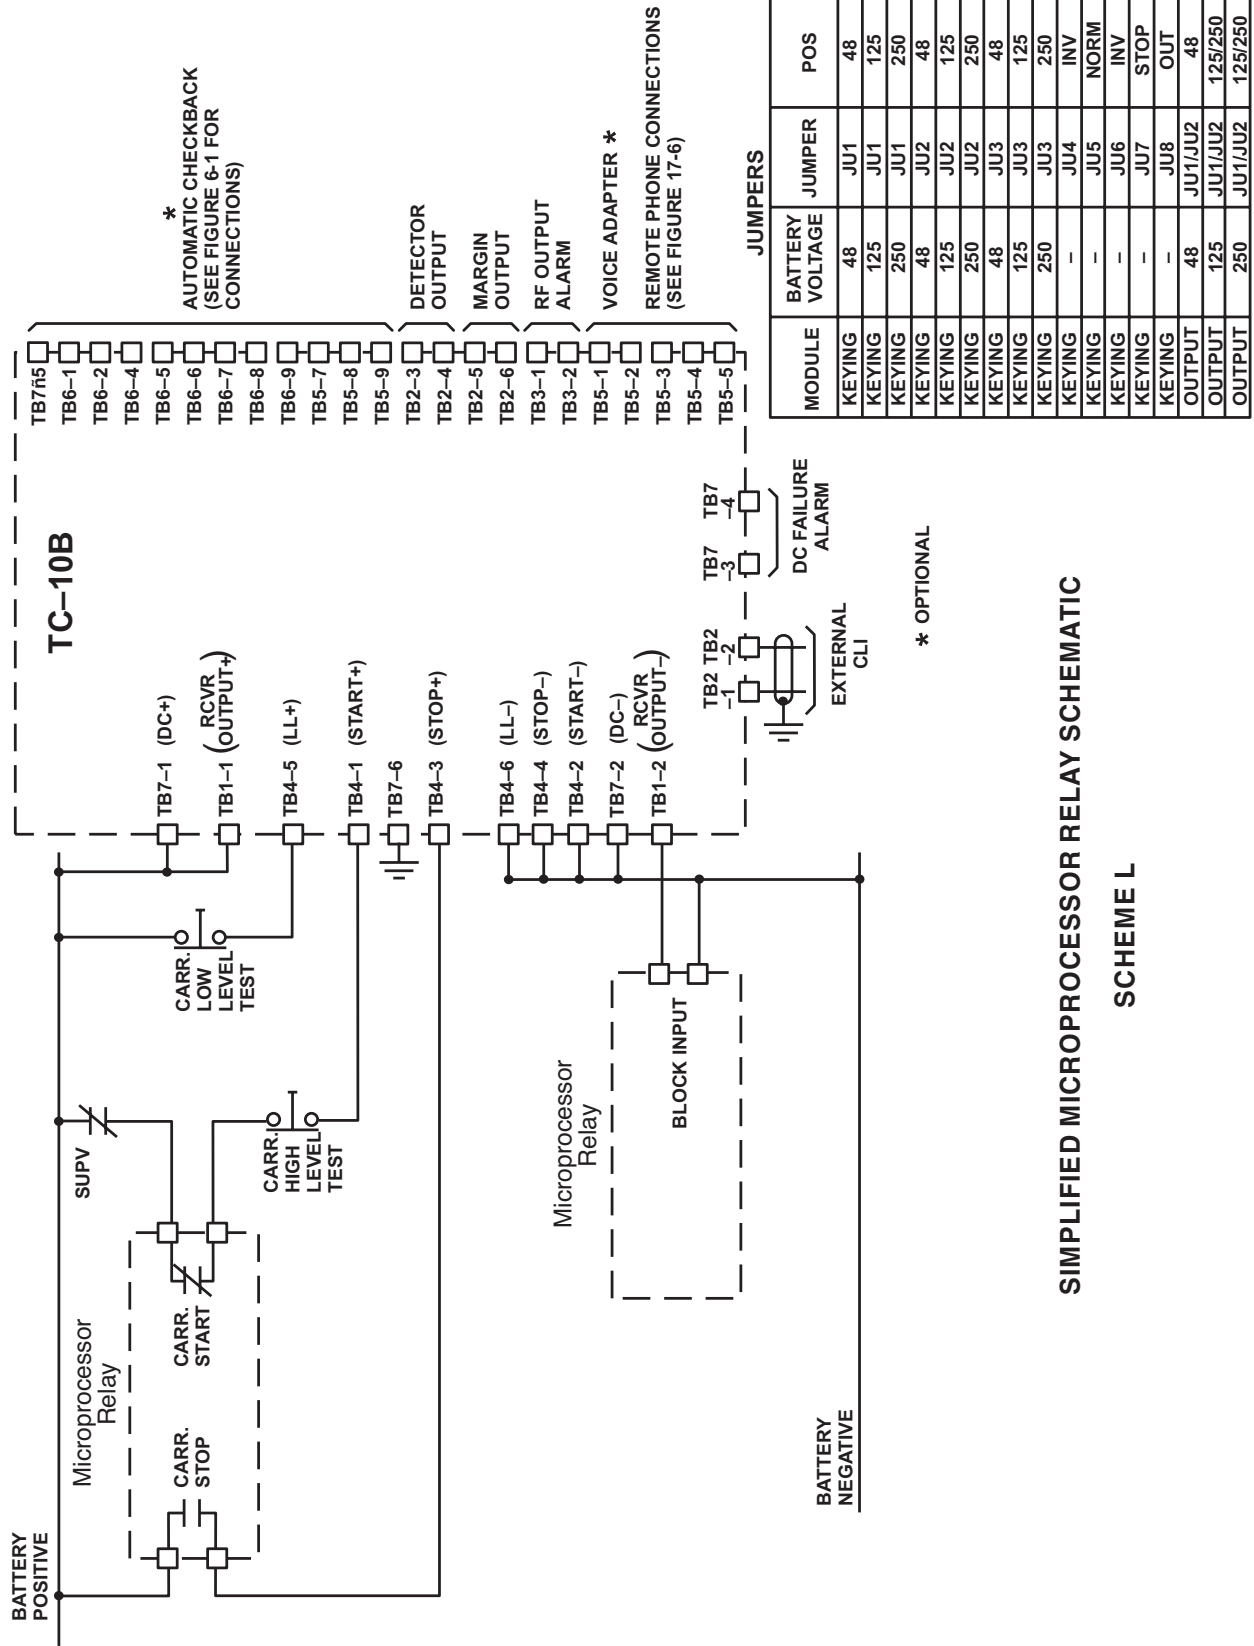 BATTERY
POSITIVE
Microprocessor
Relay
CARR.
STOP
CARR.
START
SUPV
CARR.
HIGH
LEVEL
TEST
CARR.
LOW
LEVEL
TEST
TC–10B
TB7–1 (DC+)
TB1–1 (RCVR
OUTPUT+)
TB4–5 (LL+)
TB4–1 (START+)
TB7–6
TB4–3 (STOP+)
TB4–6 (LL–)
TB4–4 (STOP–)
TB4–2 (START–)
TB7–2 (DC–)
TB1–2 (RCVR
OUTPUT–)
Microprocessor
Relay
BLOCK INPUT
BATTERY
NEGATIVE
TB7ñ5
TB6–1
TB6–2
TB6–4
TB6–5
TB6–6
TB6–7
TB6–8
TB6–9
TB5–7
TB5–8
TB5–9
TB2–3
TB2–4
TB2–5
TB2–6
TB3–1
TB3–2
TB5–1
TB5–2
TB5–3
TB5–4
TB5–5
*
AUTOMATIC CHECKBACK
(SEE FIGURE 6-1 FOR
CONNECTIONS)
DETECTOR
OUTPUT
MARGIN
OUTPUT
RF OUTPUT
ALARM
VOICE ADAPTER *
REMOTE PHONE CONNECTIONS
(SEE FIGURE 17-6)
TB2
–1
TB2
–2
EXTERNAL
CLI
TB7
–3
TB7
–4
DC FAILURE
ALARM
* OPTIONAL
JUMPERS
MODULE BATTERY VOLTAGE JUMPER POS
KEYING 48 JU1 48
KEYING 125 JU1 125
KEYING 250 JU1 250
KEYING 48 JU2 48
KEYING 125 JU2 125
KEYING 250 JU2 250
KEYING 48 JU3 48
KEYING 125 JU3 125
KEYING 250 JU3 250
KEYING – JU4 INV
KEYING – JU5 NORM
KEYING – JU6 INV
KEYING – JU7 STOP
KEYING – JU8 OUT
OUTPUT 48 JU1/JU2 48
OUTPUT 125 JU1/JU2 125/250
OUTPUT 250 JU1/JU2 125/250
SIMPLIFIED MICROPROCESSOR RELAY SCHEMATIC
SCHEME L